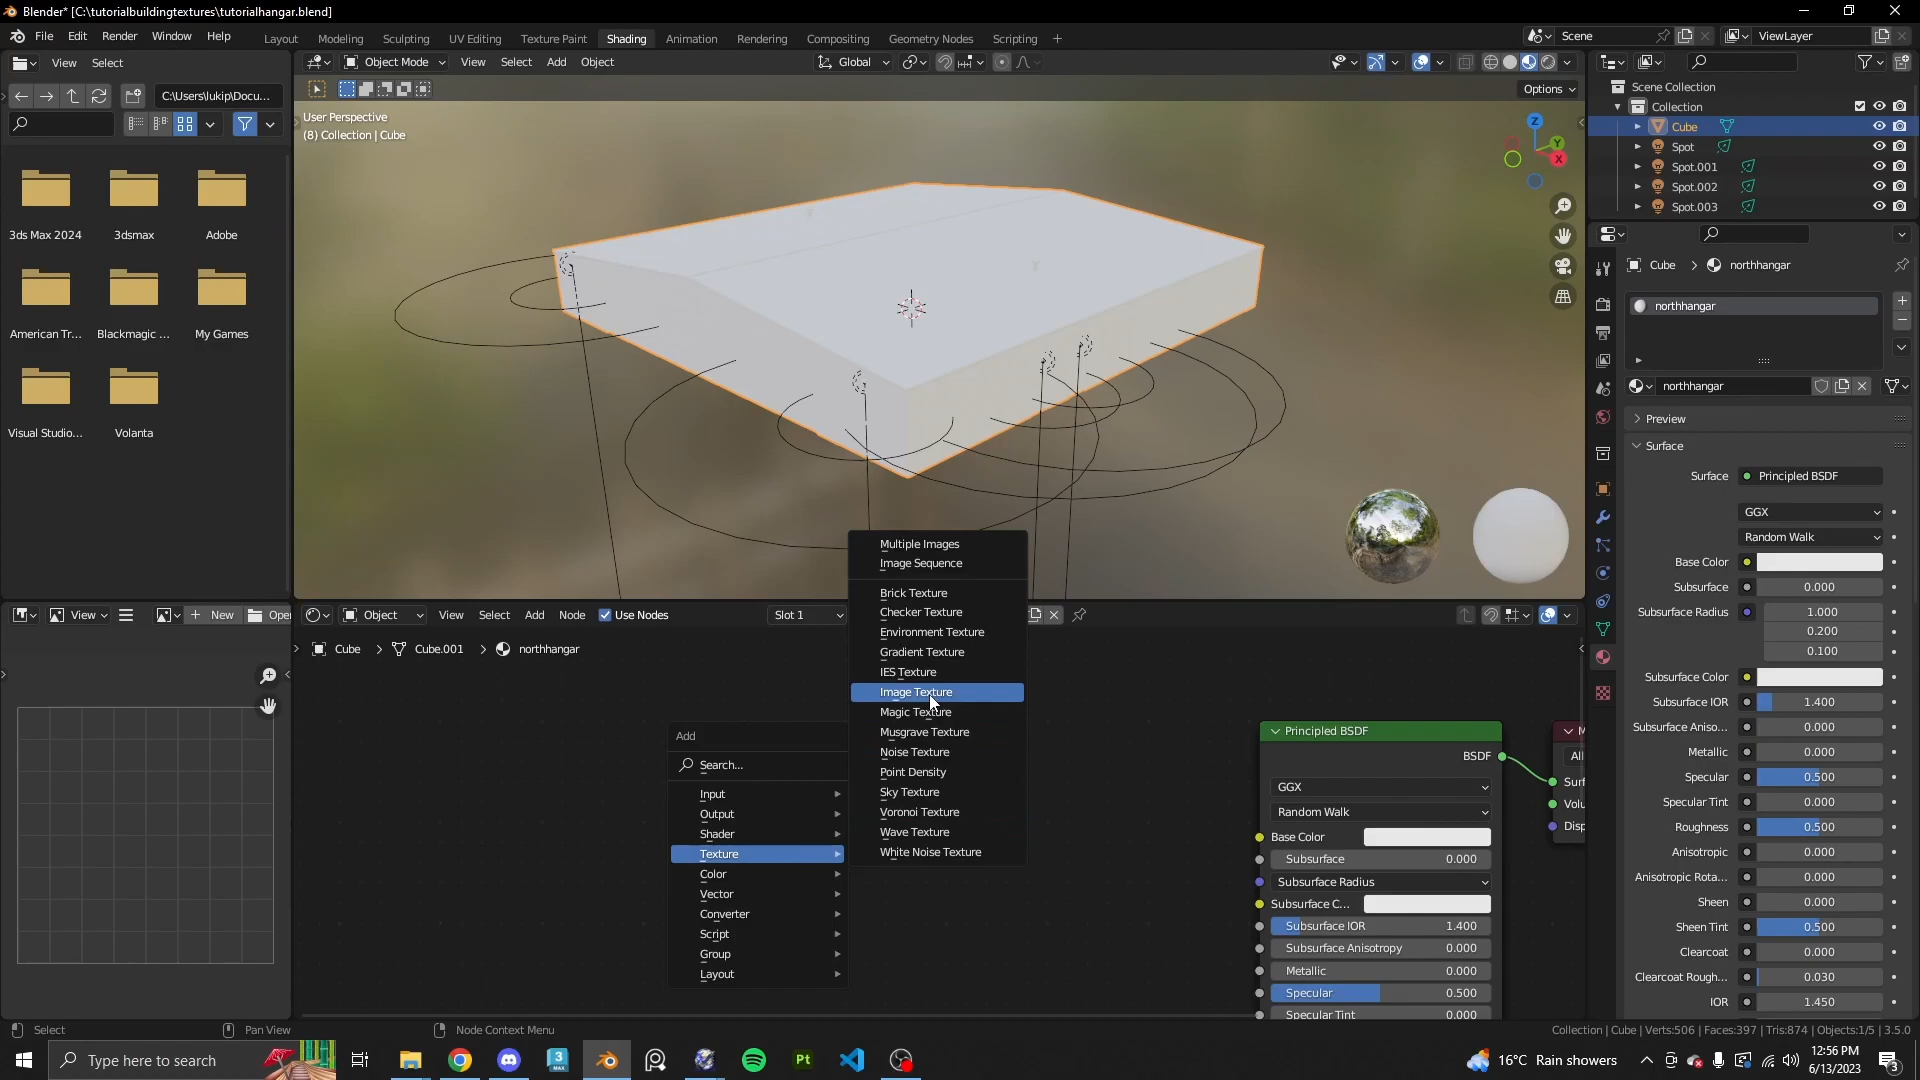 Blender* [C:\tutorialbuildingtextures\tutorialhangar.blend]
File Edit Render Window Help Layout Modeling Sculpting UV Editing Texture Paint Shading Animation Rendering Compositing Geometry Nodes Scripting + Scene ViewLayer
View Select
Object Mode View Select Add Object Global
C:\Users\lukip\Docu...
Options
3ds Max 2024 3dsmax Adobe
American Tr... Blackmagic ... My Games
Visual Studio... Volanta
User Perspective
(8) Collection | Cube
Z
Y
X
Scene Collection
Collection
Cube
Spot
Spot.001
Spot.002
Spot.003
Cube > northhangar
northhangar
northhangar
Preview
Surface
Surface Principled BSDF
GGX
Random Walk
Base Color
Subsurface 0.000
Subsurface Radius 1.000
0.200
0.100
Subsurface Color
Subsurface IOR 1.400
Subsurface Aniso... 0.000
Metallic 0.000
Specular 0.500
Specular Tint 0.000
Roughness 0.500
Anisotropic 0.000
Anisotropic Rota... 0.000
Sheen 0.000
Sheen Tint 0.500
Clearcoat 0.000
Clearcoat Rough... 0.030
IOR 1.450
View + New Open
Object View Select Add Node Use Nodes Slot 1
Cube > Cube.001 > northhangar
Multiple Images
Image Sequence
Brick Texture
Checker Texture
Environment Texture
Gradient Texture
IES Texture
Image Texture
Magic Texture
Musgrave Texture
Noise Texture
Point Density
Sky Texture
Voronoi Texture
Wave Texture
White Noise Texture
Add
Search...
Input
Output
Shader
Texture
Color
Vector
Converter
Script
Group
Layout
Principled BSDF
BSDF
GGX
Random Walk
Base Color
Subsurface 0.000
Subsurface Radius
Subsurface C...
Subsurface IOR 1.400
Subsurface Anisotropy 0.000
Metallic 0.000
Specular 0.500
Specular Tint 0.000
M
All
Surf
Volu
Disp
Select Pan View Node Context Menu Collection | Cube | Verts:506 | Faces:397 | Tris:874 | Objects:1/5 | 3.5.0
Type here to search
3
MAX
Pt
16°C Rain showers
12:56 PM
6/13/2023
3